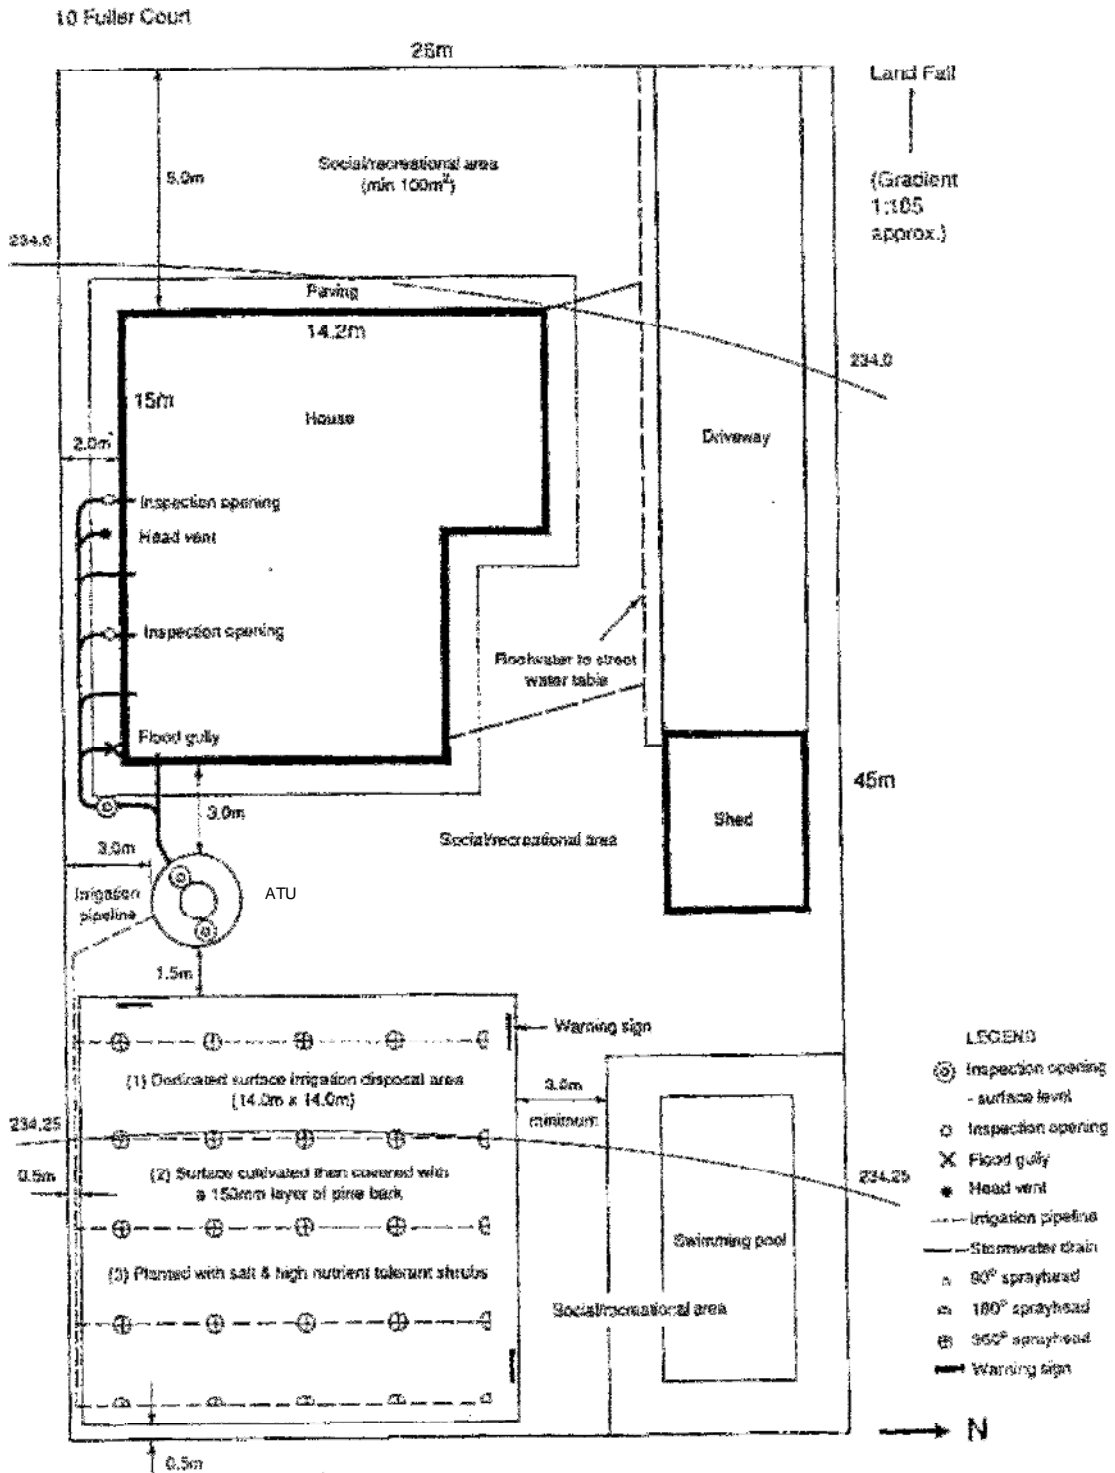 10 Fuller Court
26m
Land Fall
(Gradient
1:105
approx.)
Social/recreational area
(min 100m²)
234.0
Paving
14.2m
15m
House
234.0
2.0m
Driveway
Inspection opening
Head vent
Inspection opening
Roofwater to street
water table
Flood gully
45m
3.0m
Shed
Social/recreational area
3.0m
Irrigation
pipeline
ATU
1.5m
Warning sign
(1) Dedicated surface irrigation disposal area
(14.0m x 14.0m)
3.0m
minimum
234.25
(2) Surface cultivated then covered with
a 150mm layer of pine bark
0.5m
234.25
Swimming pool
(3) Planted with salt & high nutrient tolerant shrubs
Social/recreational area
LEGEND
Inspection opening
- surface level
Inspection opening
Flood gully
Head vent
Irrigation pipeline
Stormwater drain
90° sprayhead
180° sprayhead
360° sprayhead
Warning sign
N
0.5m